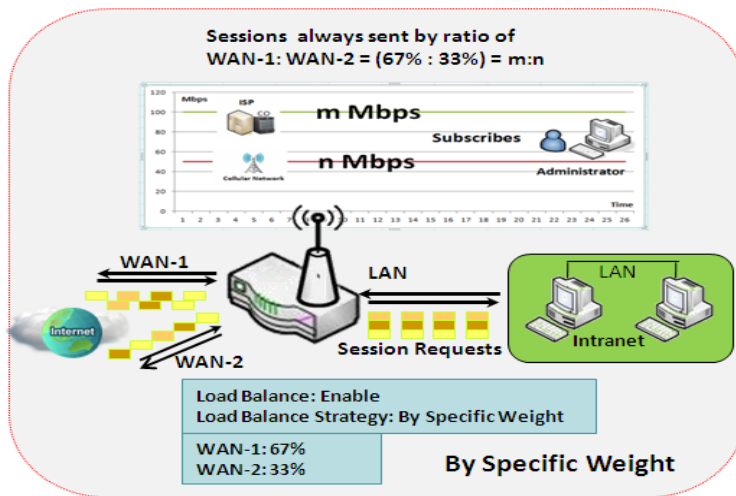 Sessions always sent by ratio of
WAN-1: WAN-2 = (67% : 33%) = m:n
120
Mbps
ISP
CO
m Mbps
100
80
Subscribes
60
n Mbps
40
Cellular Network
Administrator
20
Time
0
1 2 3 4 5 6 7 8 9 10 11 12 13 14 15 16 17 18 19 20 21 22 23 24 25 26
WAN-1
LAN
LAN
Internet
Intranet
Session Requests
WAN-2
Load Balance: Enable
Load Balance Strategy: By Specific Weight
WAN-1: 67%
WAN-2: 33%
By Specific Weight